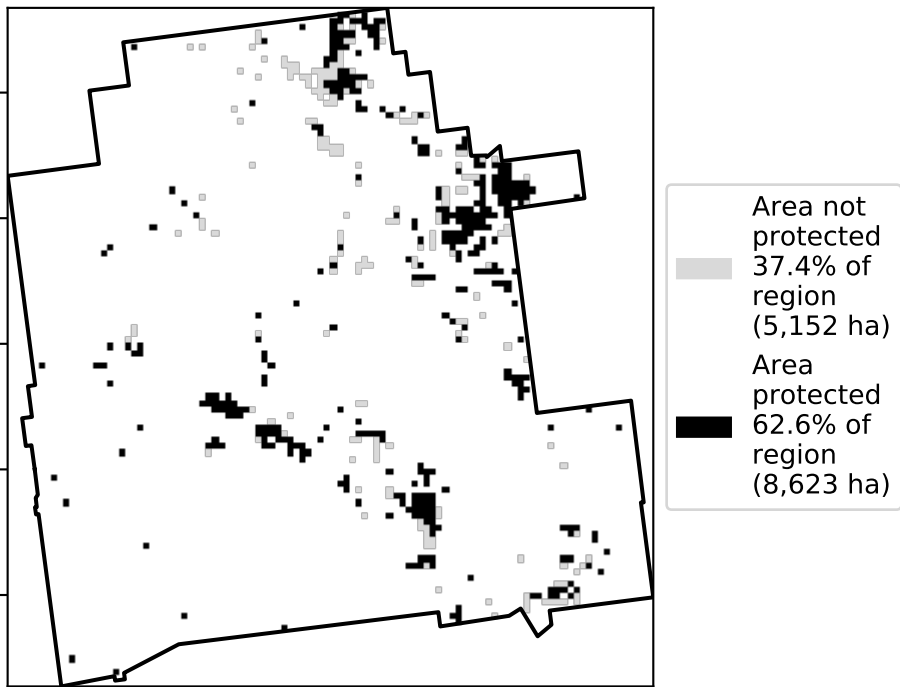 Area not
protected
37.4% of
region
(5,152 ha)
Area
protected
62.6% of
region
(8,623 ha)